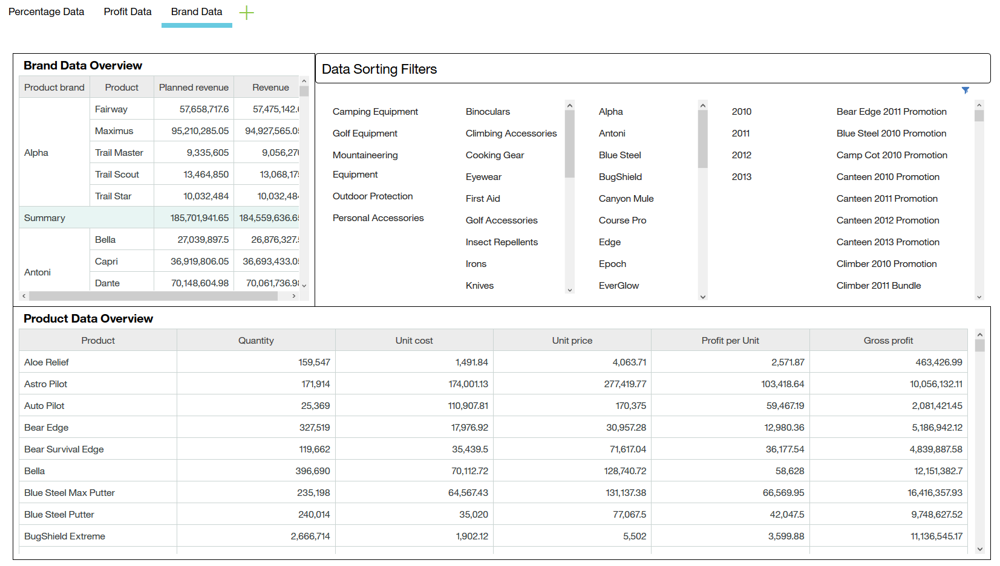 Percentage Data Profit Data Brand Data
Brand Data Overview
Product brand Product Planned revenue Revenue
Alpha
Fairway 57,658,717.6 57,475,142.
Maximus 95,210,285.05 94,927,565.0
Trail Master 9,335,605 9,056,27
Trail Scout 13,464,850 13,068,17
Trail Star 10,032,484 10,032,48
Summary 185,701,941.65 184,559,636.6
Antoni
Bella 27,039,897.5 26,876,327.
Capri 36,919,806.05 36,693,433.0
Dante 70,148,604.98 70,061,736.9
Data Sorting Filters
Camping Equipment
Golf Equipment
Mountaineering
Equipment
Outdoor Protection
Personal Accessories
Binoculars
Climbing Accessories
Cooking Gear
Eyewear
First Aid
Golf Accessories
Insect Repellents
Irons
Knives
Alpha
Antoni
Blue Steel
BugShield
Canyon Mule
Course Pro
Edge
Epoch
EverGlow
2010
2011
2012
2013
Bear Edge 2011 Promotion
Blue Steel 2010 Promotion
Camp Cot 2010 Promotion
Canteen 2010 Promotion
Canteen 2011 Promotion
Canteen 2012 Promotion
Canteen 2013 Promotion
Climber 2010 Promotion
Climber 2011 Bundle
Product Data Overview
Product Quantity Unit cost Unit price Profit per Unit Gross profit
Aloe Relief 159,547 1,491.84 4,063.71 2,571.87 463,426.99
Astro Pilot 171,914 174,001.13 277,419.77 103,418.64 10,056,132.11
Auto Pilot 25,369 110,907.81 170,375 59,467.19 2,081,421.45
Bear Edge 327,519 17,976.92 30,957.28 12,980.36 5,186,942.12
Bear Survival Edge 119,662 35,439.5 71,617.04 36,177.54 4,839,887.58
Bella 396,690 70,112.72 128,740.72 58,628 12,151,382.7
Blue Steel Max Putter 235,198 64,567.43 131,137.38 66,569.95 16,416,357.93
Blue Steel Putter 240,014 35,020 77,067.5 42,047.5 9,748,627.52
BugShield Extreme 2,666,714 1,902.12 5,502 3,599.88 11,136,545.17